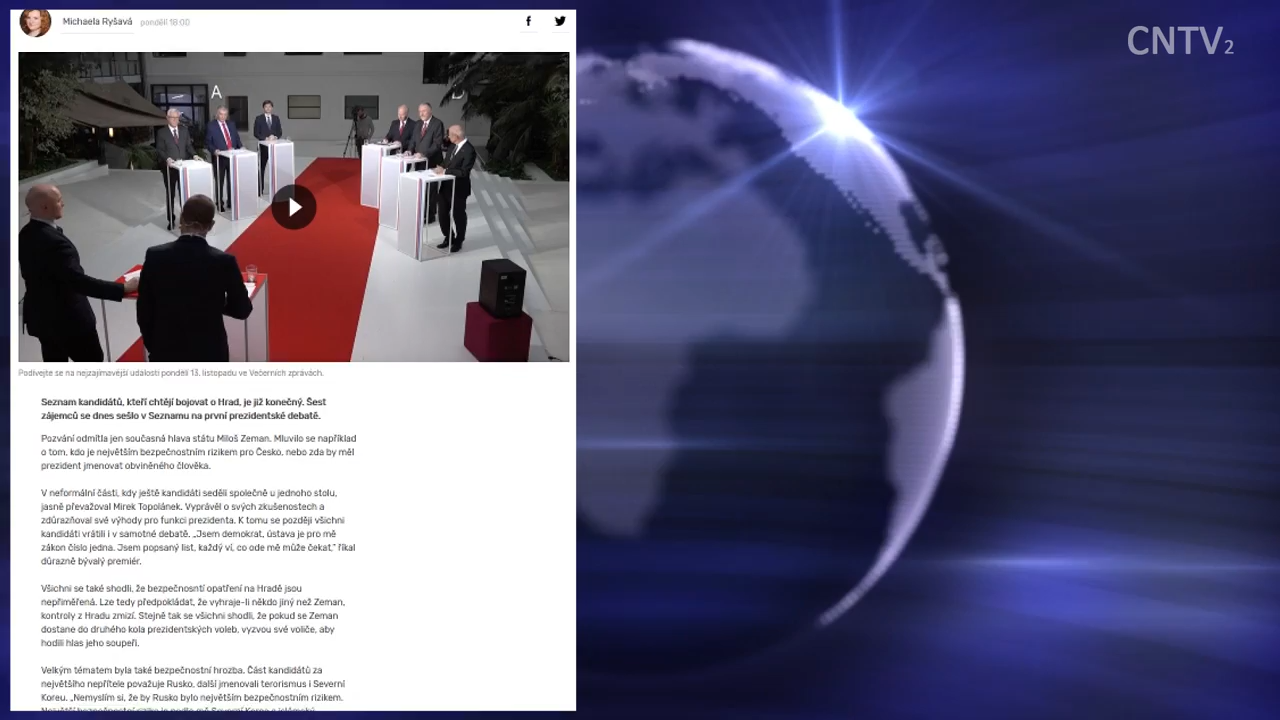 Michaela Ryšavá pondělí 18:00
CNTV2
A
Podívejte se na nejzajímavější události pondělí 13. listopadu ve Večerních zprávách.
Seznam kandidátů, kteří chtějí bojovat o Hrad, je již konečný. Šest
zájemců se dnes sešlo v Seznamu na první prezidentské debatě.
Pozvání odmítla jen současná hlava státu Miloš Zeman. Mluvilo se například
o tom, kdo je největším bezpečnostním rizikem pro Česko, nebo zda by měl
prezident jmenovat obviněného člověka.
V neformální části, kdy ještě kandidáti seděli společně u jednoho stolu,
jasně převažoval Mirek Topolánek. Vyprávěl o svých zkušenostech a
zdůrazňoval své výhody pro funkci prezidenta. K tomu se později všichni
kandidáti vrátili i v samotné debatě. „Jsem demokrat, ústava je pro mě
zákon číslo jedna. Jsem popsaný list, každý ví, co ode mě může čekat,“ říkal
důrazně bývalý premiér.
Všichni se také shodli, že bezpečnosntí opatření na Hradě jsou
nepřiměřená. Lze tedy předpokládat, že vyhraje-li někdo jiný než Zeman,
kontroly z Hradu zmizí. Stejně tak se všichni shodli, že pokud se Zeman
dostane do druhého kola prezidentských voleb, vyzvou své voliče, aby
hodili hlas jeho soupeři.
Velkým tématem byla také bezpečnostní hrozba. Část kandidátů za
největšího nepřítele považuje Rusko, další jmenovali terorismus i Severní
Koreu. „Nemyslím si, že by Rusko bylo největším bezpečnostním rizikem.
Největší bezpečnostní riziko je podle mě Severní Korea a islámský